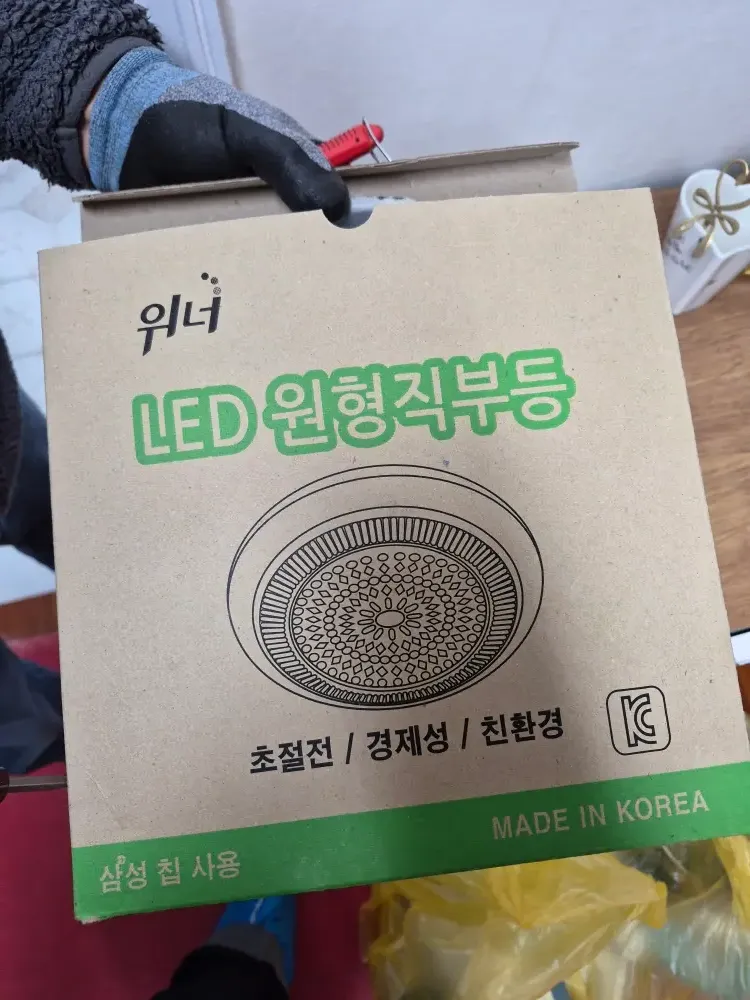 위너
LED 원형직부등
초절전 / 경제성 / 친환경
MADE IN KOREA
삼성 칩 사용